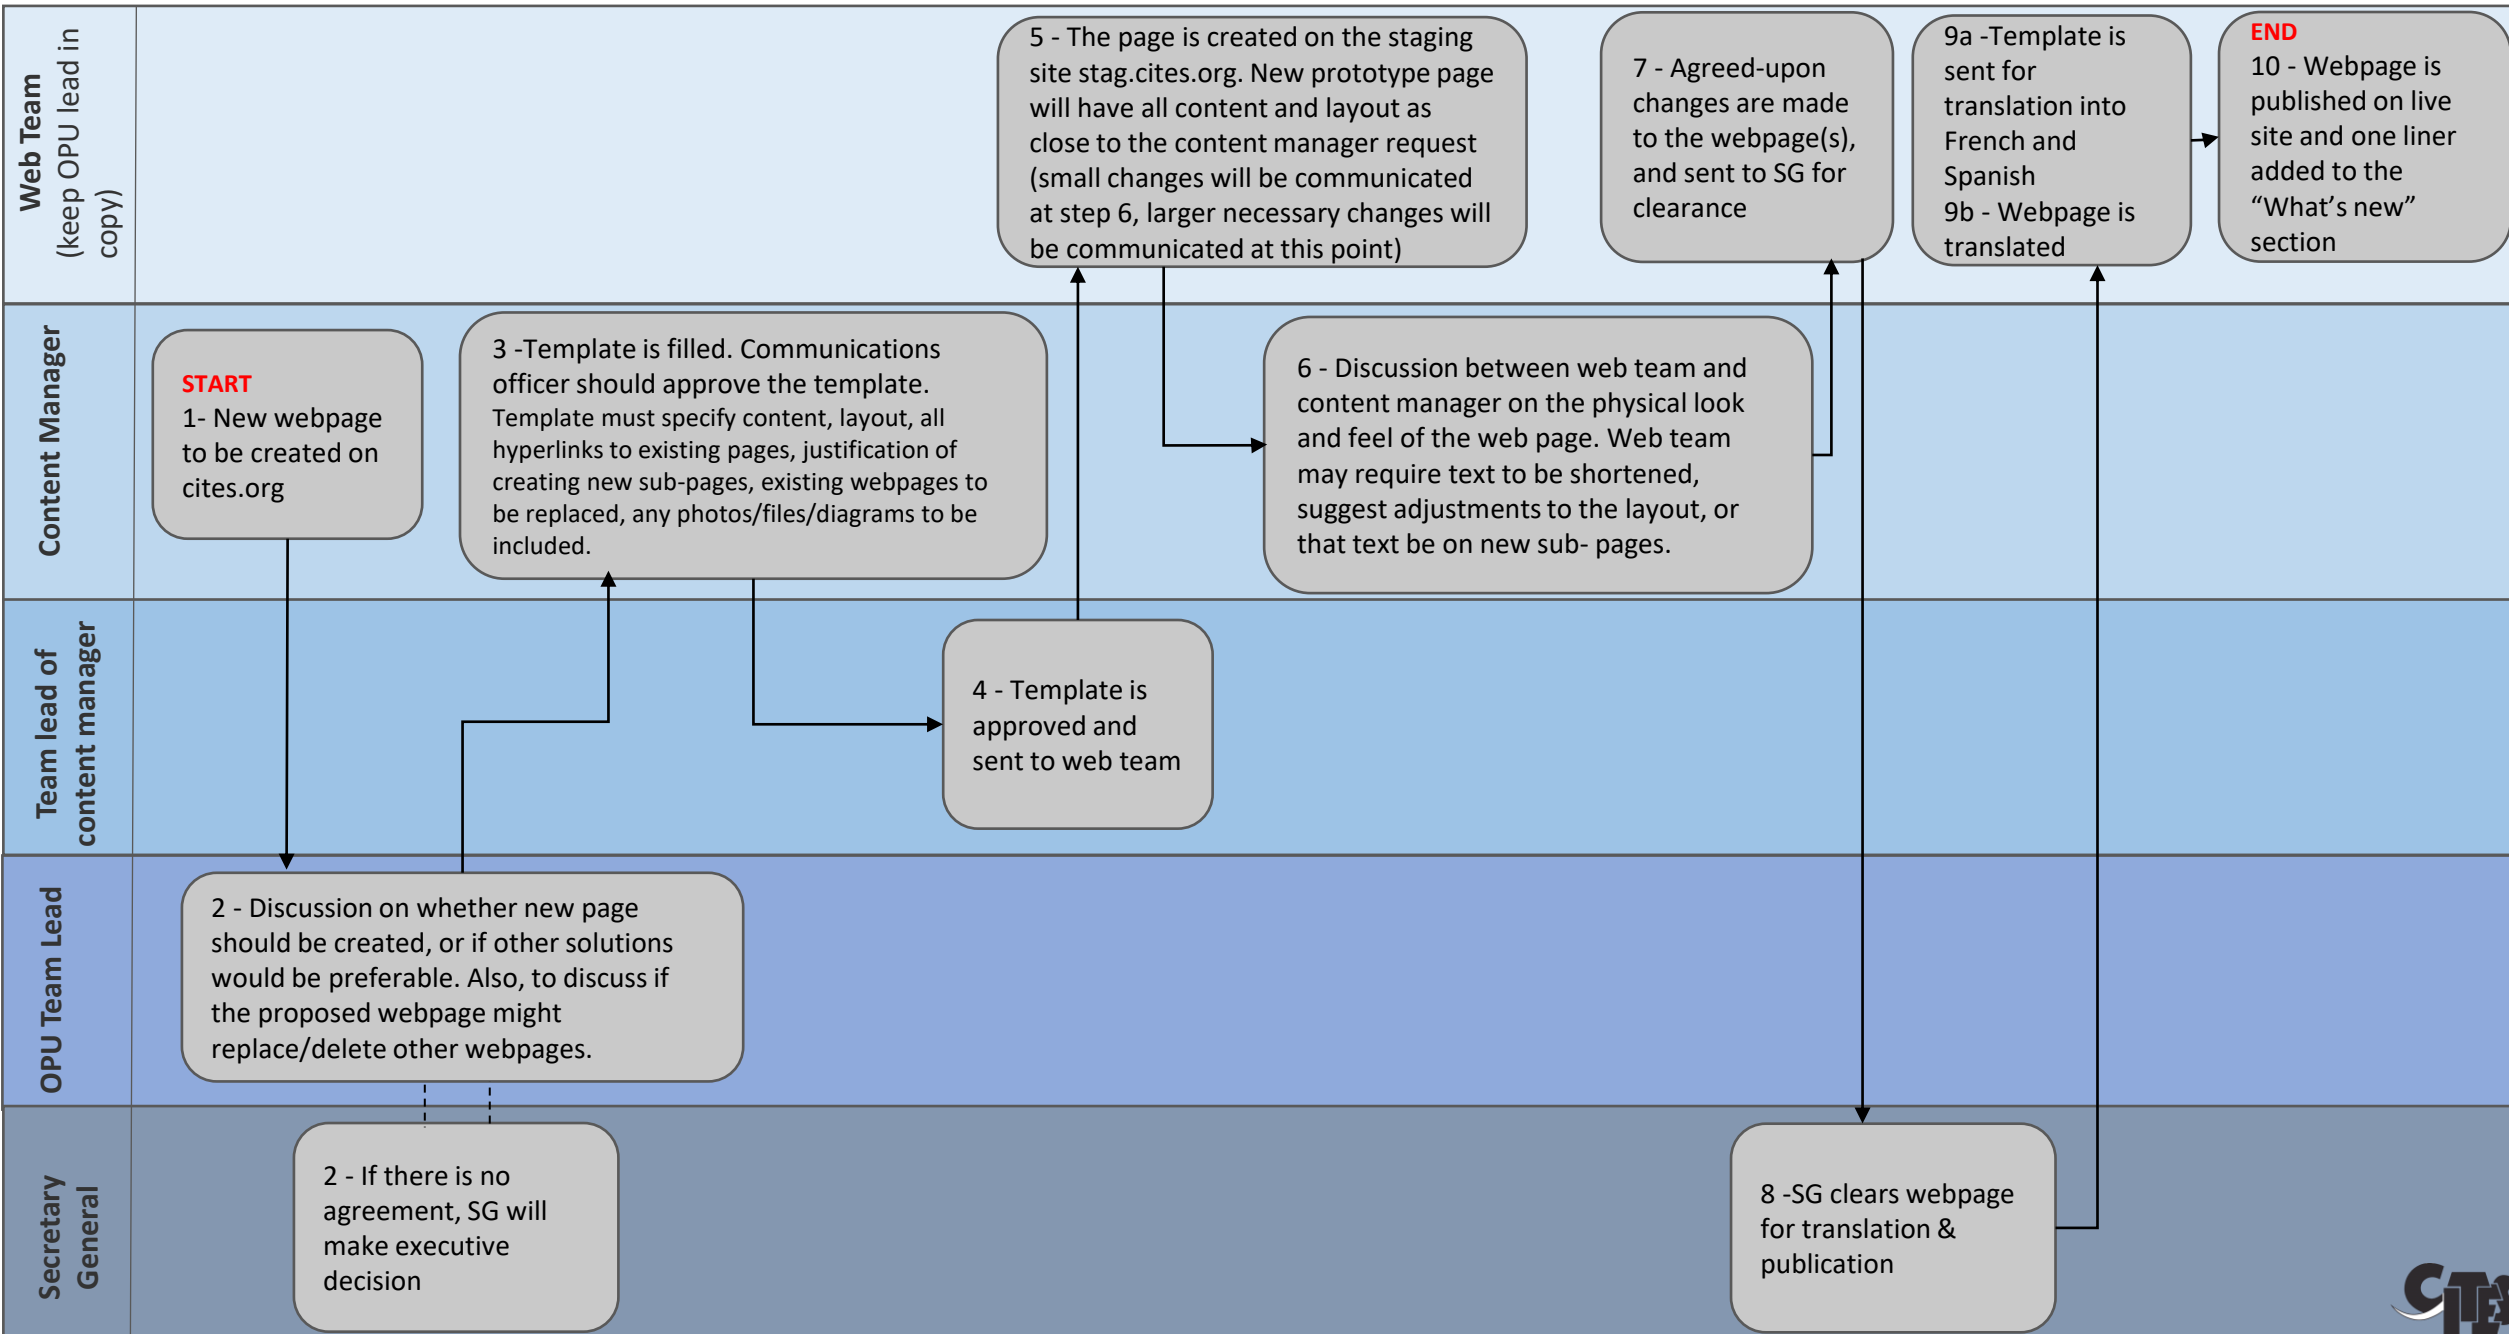 Web Team
(keep OPU lead in
copy)
5 - The page is created on the staging
site stag.cites.org. New prototype page
will have all content and layout as
close to the content manager request
(small changes will be communicated
at step 6, larger necessary changes will
be communicated at this point)
7 - Agreed-upon
changes are made
to the webpage(s),
and sent to SG for
clearance
9a -Template is
sent for
translation into
French and
Spanish
9b - Webpage is
translated
END
10 - Webpage is
published on live
site and one liner
added to the
“What’s new”
section
Content Manager
START
1- New webpage
to be created on
cites.org
3 -Template is filled. Communications
officer should approve the template.
Template must specify content, layout, all
hyperlinks to existing pages, justification of
creating new sub-pages, existing webpages to
be replaced, any photos/files/diagrams to be
included.
6 - Discussion between web team and
content manager on the physical look
and feel of the web page. Web team
may require text to be shortened,
suggest adjustments to the layout, or
that text be on new sub- pages.
Team lead of
content manager
4 - Template is
approved and
sent to web team
OPU Team Lead
2 - Discussion on whether new page
should be created, or if other solutions
would be preferable. Also, to discuss if
the proposed webpage might
replace/delete other webpages.
Secretary
General
2 - If there is no
agreement, SG will
make executive
decision
8 -SG clears webpage
for translation &
publication
CITES